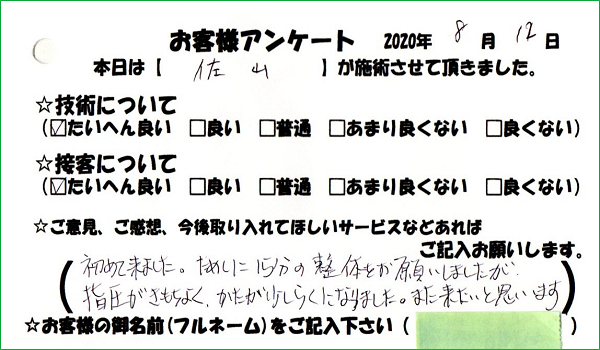 お客様アンケート 2020年 8月 12日
本日は【 佐山 】が施術させて頂きました。
☆技術について
(☑たいへん良い □良い □普通 □あまり良くない □良くない)
☆接客について
(☑たいへん良い □良い □普通 □あまり良くない □良くない)
☆ご意見、ご感想、今後取り入れてほしいサービスなどあれば
ご記入お願いします。
初めて来ました。ためしに15分の整体をお願いしましたが
指圧がきもちよく、かたが少しらくになりました。また来たいと思います
☆お客様の御名前(フルネーム)をご記入下さい( )